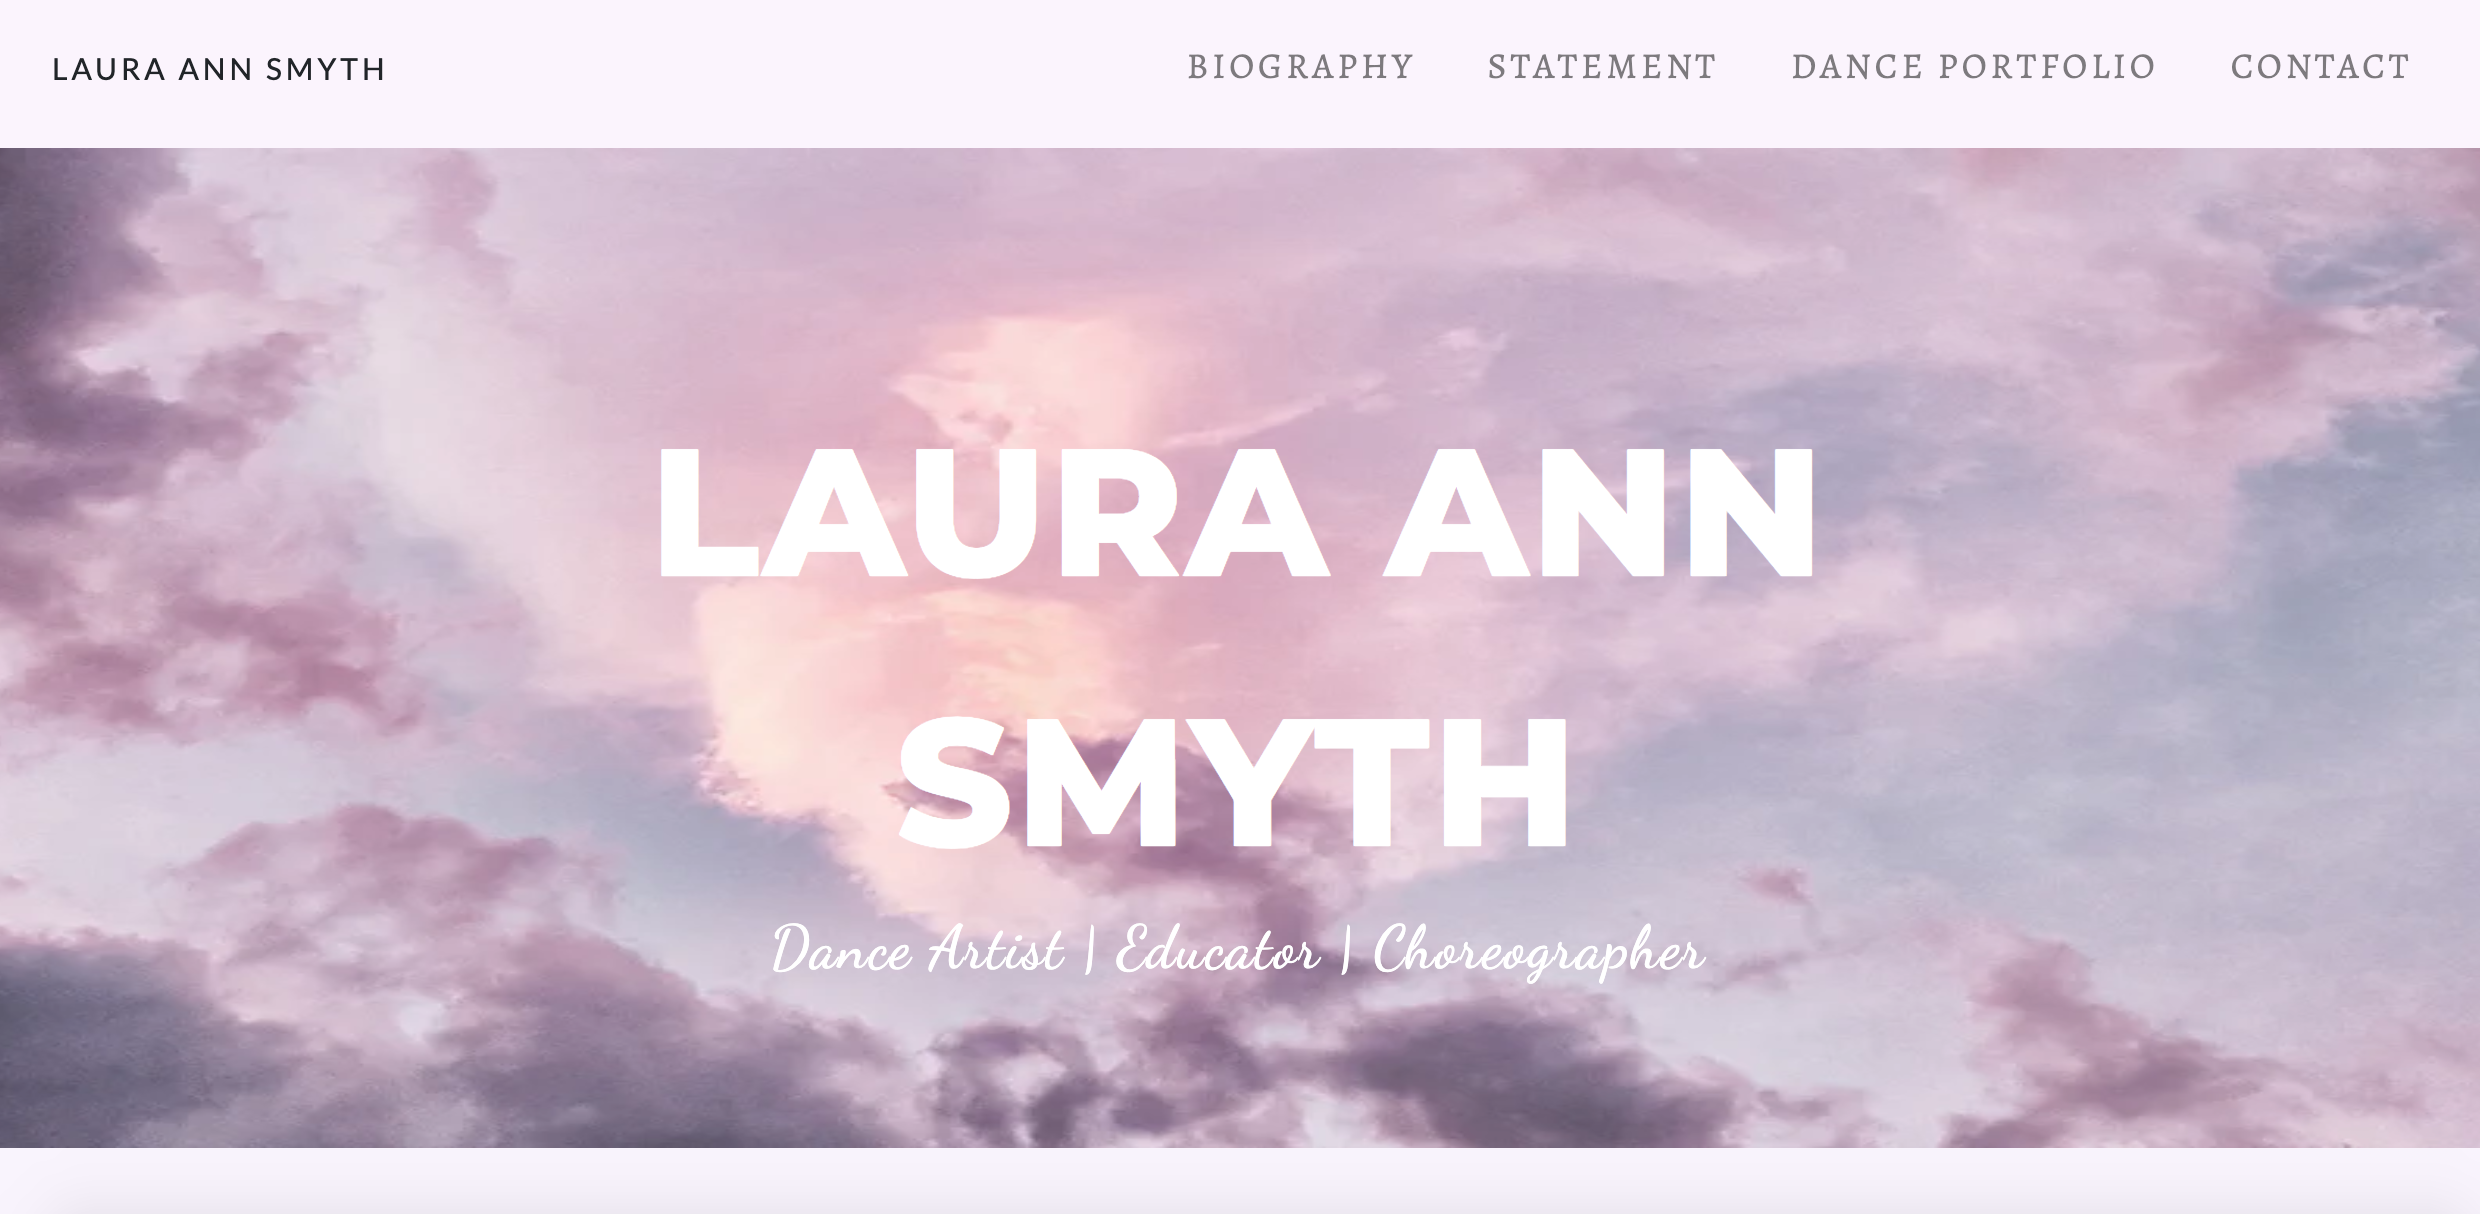 LAURA ANN SMYTH
BIOGRAPHY STATEMENT DANCE PORTFOLIO CONTACT
LAURA ANN
SMYTH
Dance Artist | Educator | Choreographer